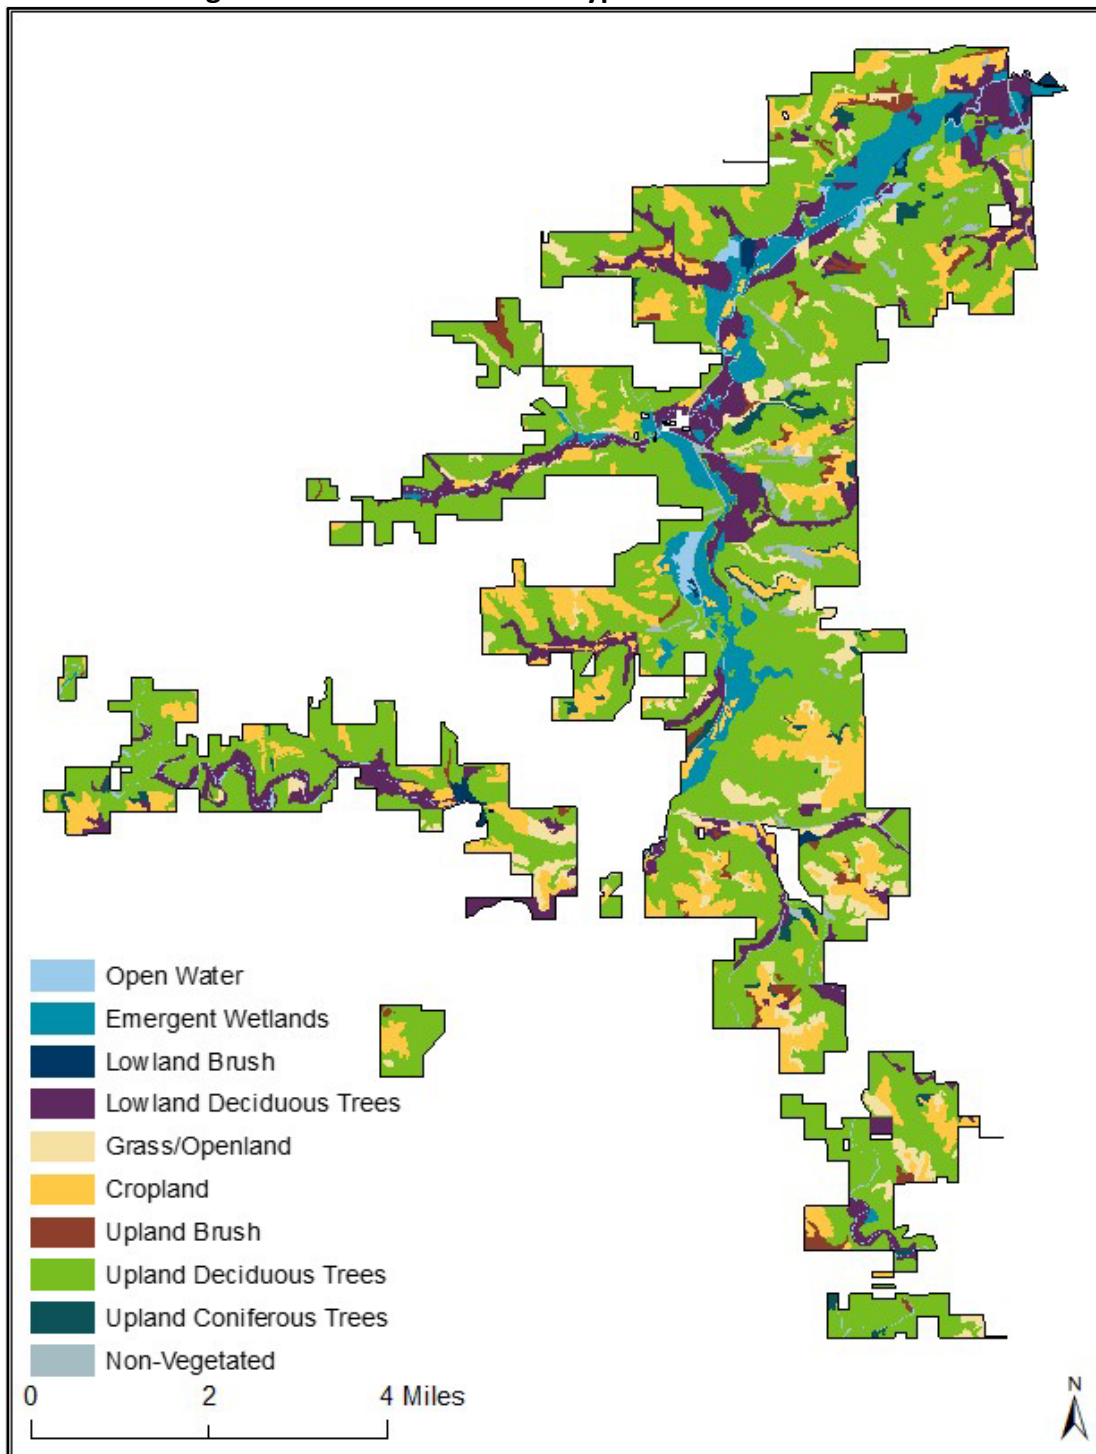 Open Water
Emergent Wetlands
Lowland Brush
Lowland Deciduous Trees
Grass/Openland
Cropland
Upland Brush
Upland Deciduous Trees
Upland Coniferous Trees
Non-Vegetated
0 2 4 Miles
N